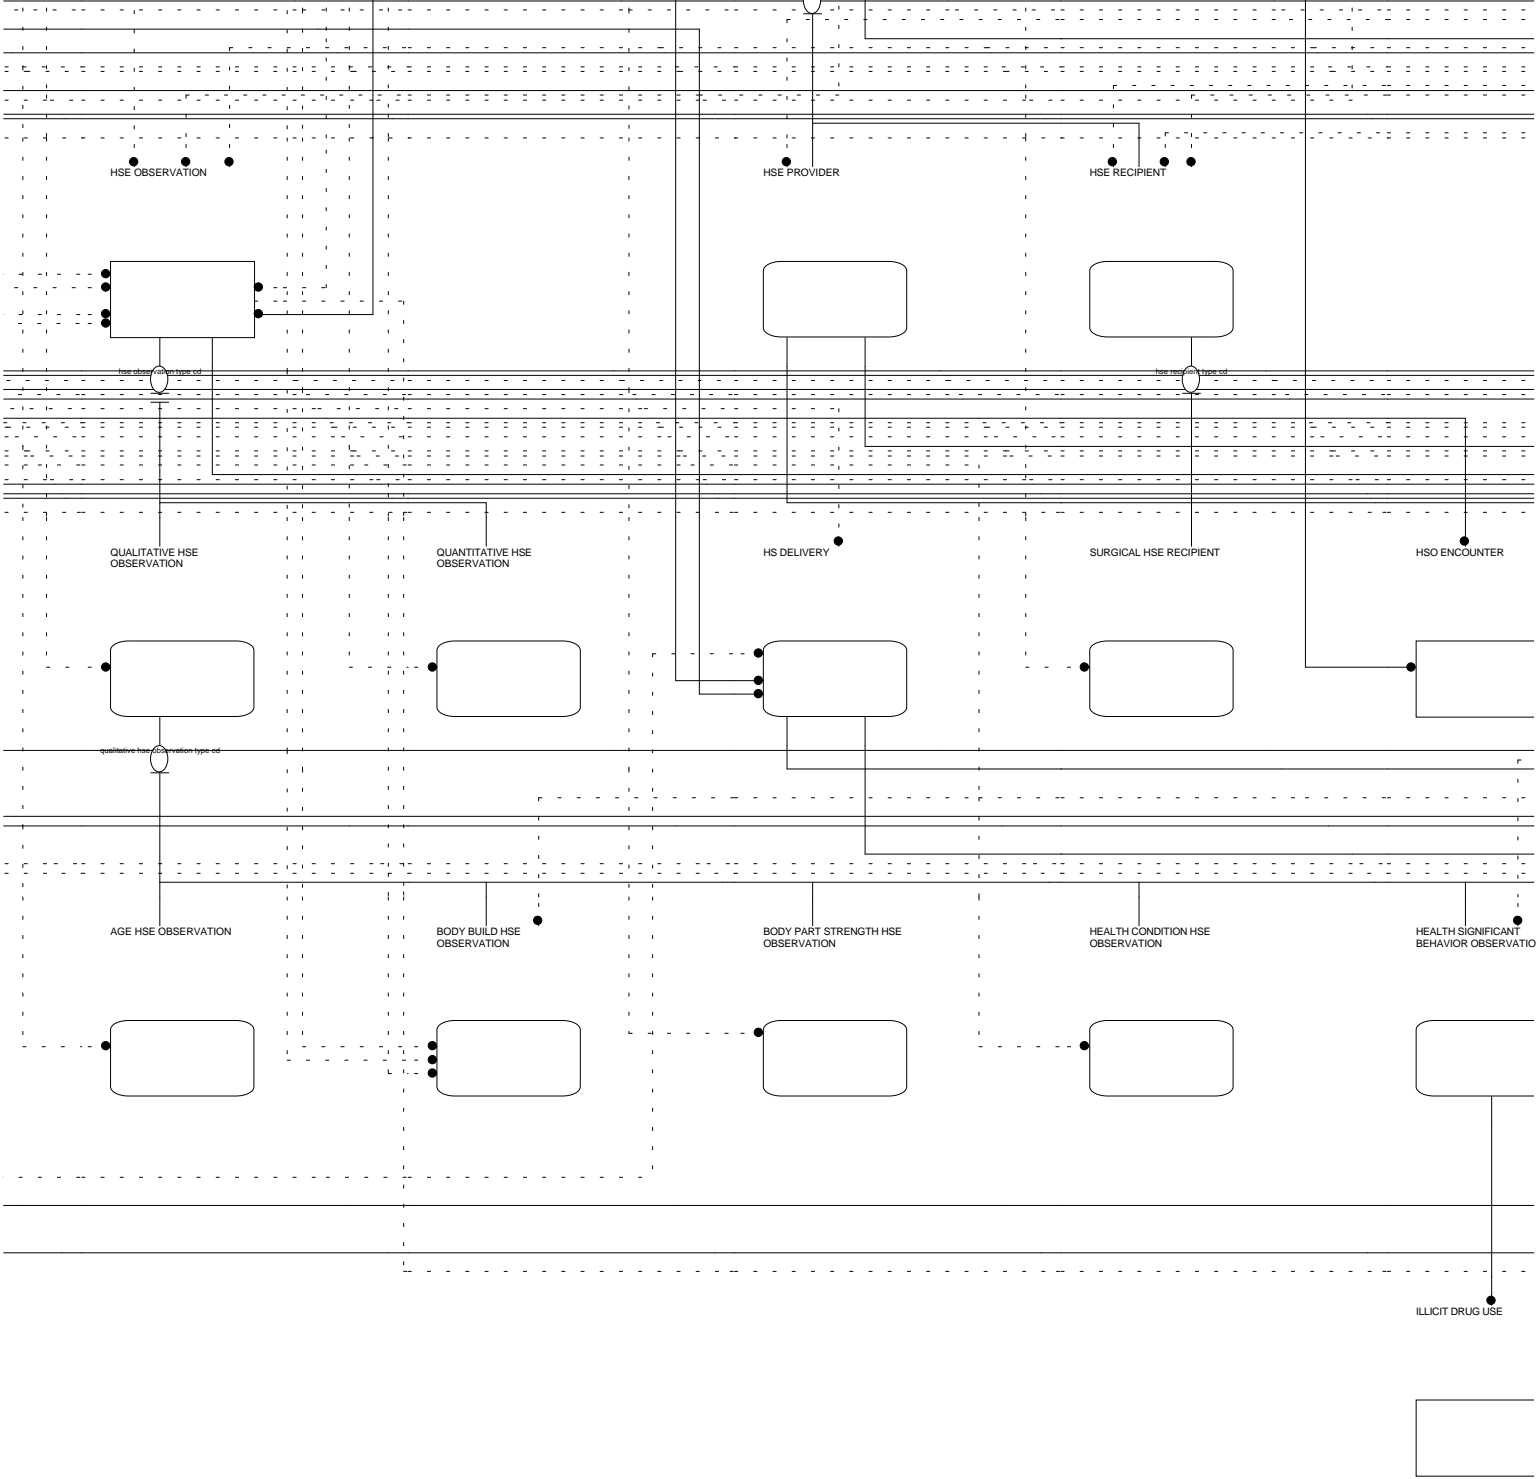 HSE OBSERVATION
HSE PROVIDER
HSE RECIPIENT
hse observation type cd
hse recipient type cd
QUALITATIVE HSE
OBSERVATION
QUANTITATIVE HSE
OBSERVATION
HS DELIVERY
SURGICAL HSE RECIPIENT
HSO ENCOUNTER
qualitative hse observation type cd
AGE HSE OBSERVATION
BODY BUILD HSE
OBSERVATION
BODY PART STRENGTH HSE
OBSERVATION
HEALTH CONDITION HSE
OBSERVATION
HEALTH SIGNIFICANT
BEHAVIOR OBSERVATIO
ILLICIT DRUG USE